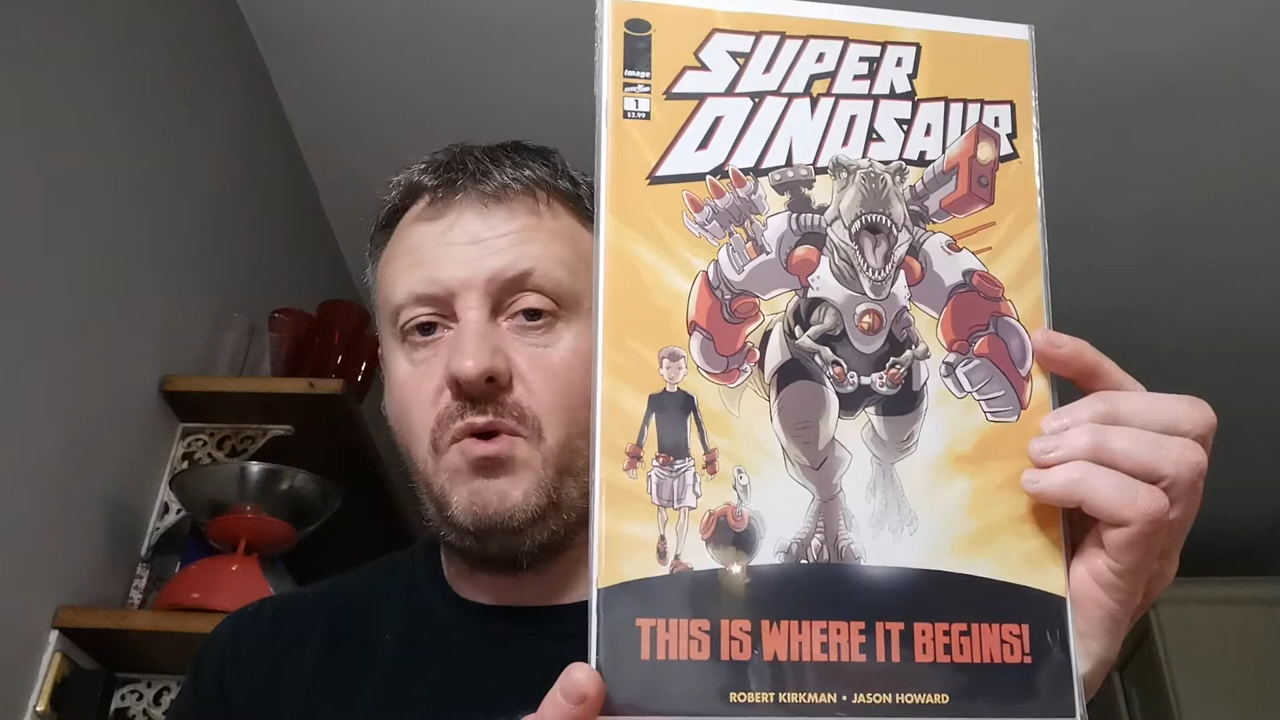 image
1
$2.99
SUPER
DINOSAUR
THIS IS WHERE IT BEGINS!
ROBERT KIRKMAN • JASON HOWARD